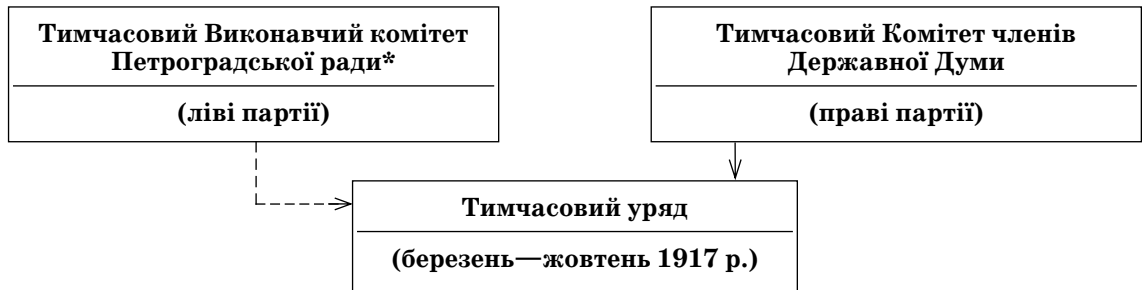 Тимчасовий Виконавчий комітет
Петроградської ради*
(ліві партії)
Тимчасовий Комітет членів
Державної Думи
(праві партії)
Тимчасовий уряд
(березень—жовтень 1917 р.)